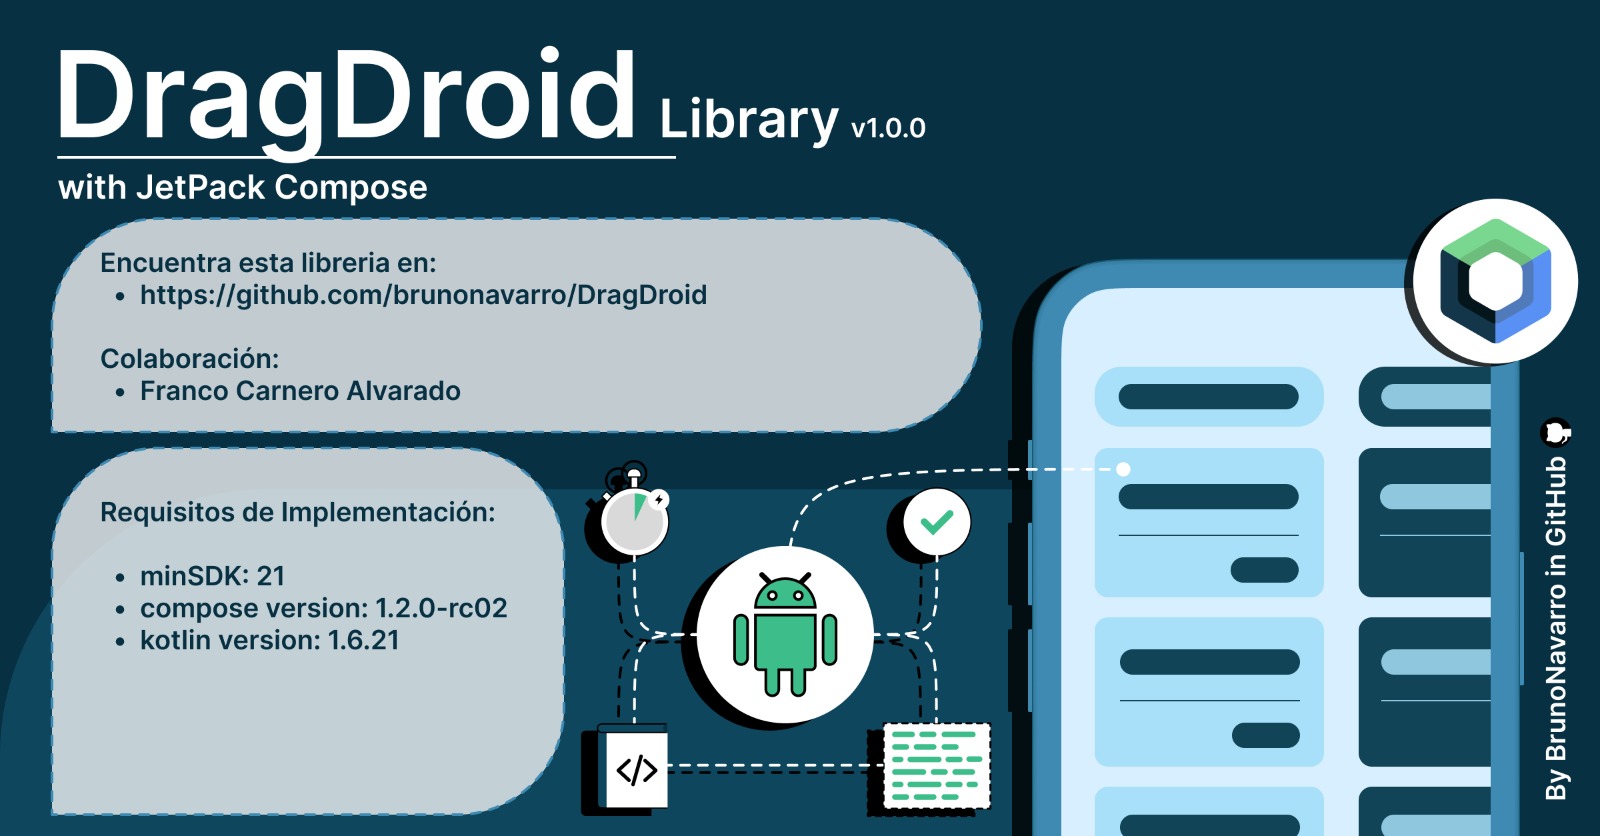 DragDroid Library v1.0.0
with JetPack Compose
Encuentra esta libreria en:
• https://github.com/brunonavarro/DragDroid
Colaboración:
• Franco Carnero Alvarado
Requisitos de Implementación:
• minSDK: 21
• compose version: 1.2.0-rc02
• kotlin version: 1.6.21
</>
By BrunoNavarro in GitHub